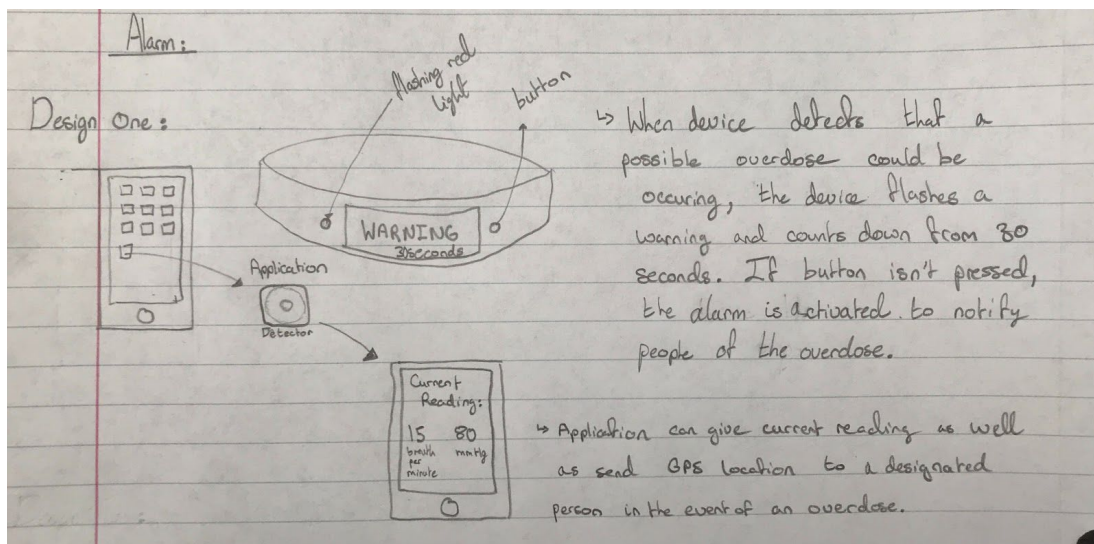 Alarm:
flashing red
light
button
Design One:
WARNING
30seconds
Application
Detector
Current
Reading:
15 80
breath mmHg
per
minute
↳ When device detects that a
possible overdose could be
occuring, the device flashes a
warning and counts down from 30
seconds. If button isn't pressed,
the alarm is activated. to notify
people of the overdose.
↳ Application can give current reading as well
as send GPS location to a designated
person in the event of an overdose.